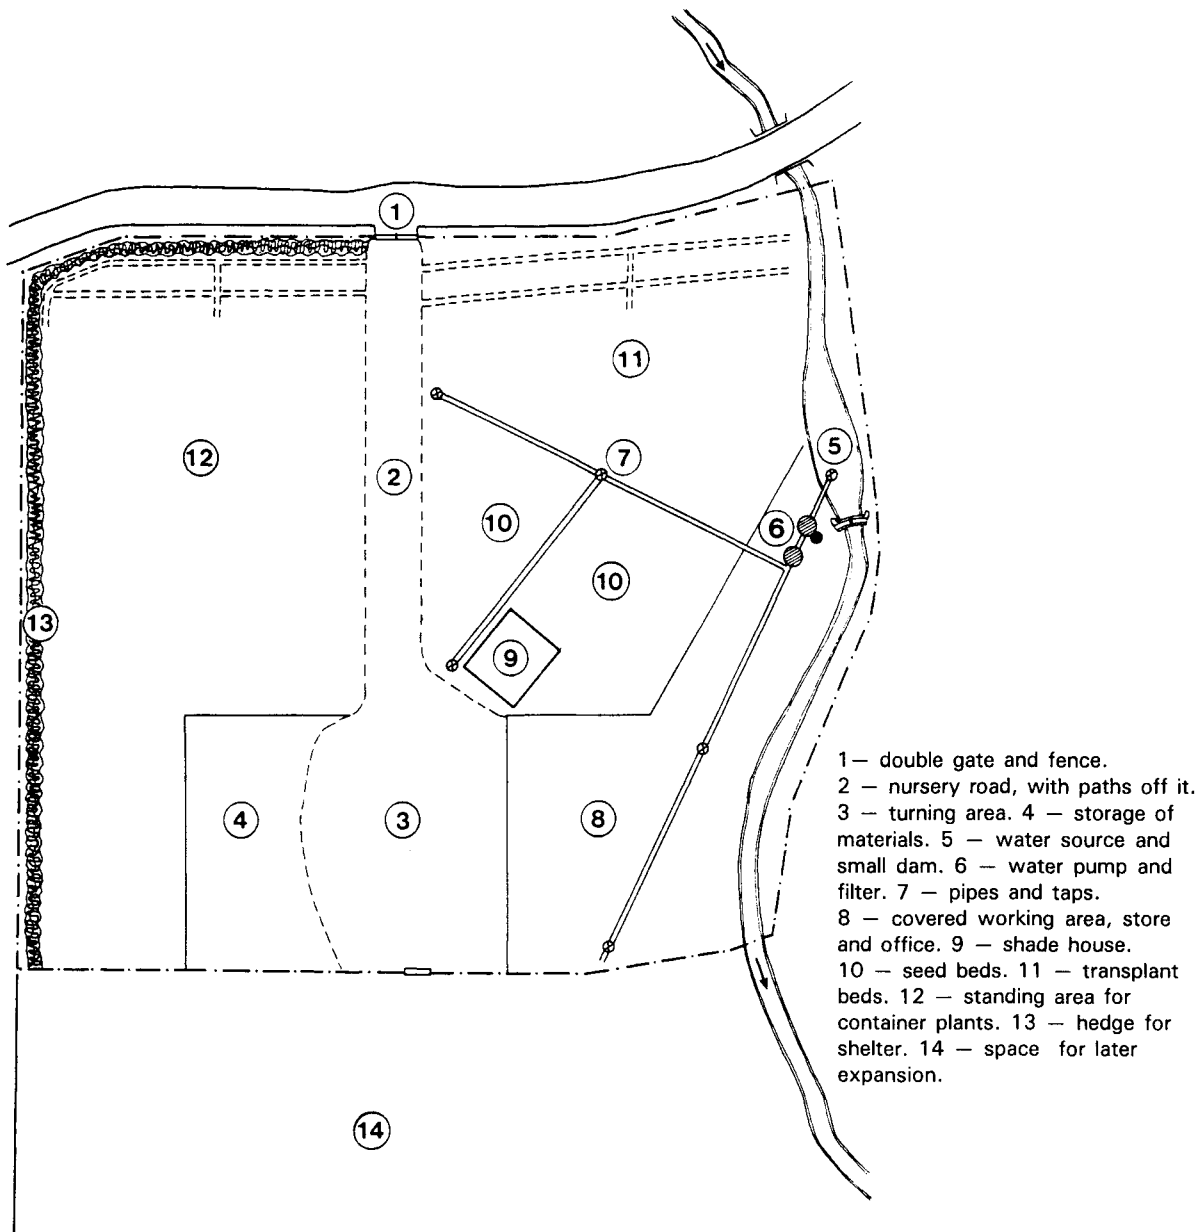 1
11
5
7
12
2
6
10
10
13
9
4
3
8
14
1 — double gate and fence.
2 — nursery road, with paths off it.
3 — turning area. 4 — storage of
materials. 5 — water source and
small dam. 6 — water pump and
filter. 7 — pipes and taps.
8 — covered working area, store
and office. 9 — shade house.
10 — seed beds. 11 — transplant
beds. 12 — standing area for
container plants. 13 — hedge for
shelter. 14 — space for later
expansion.